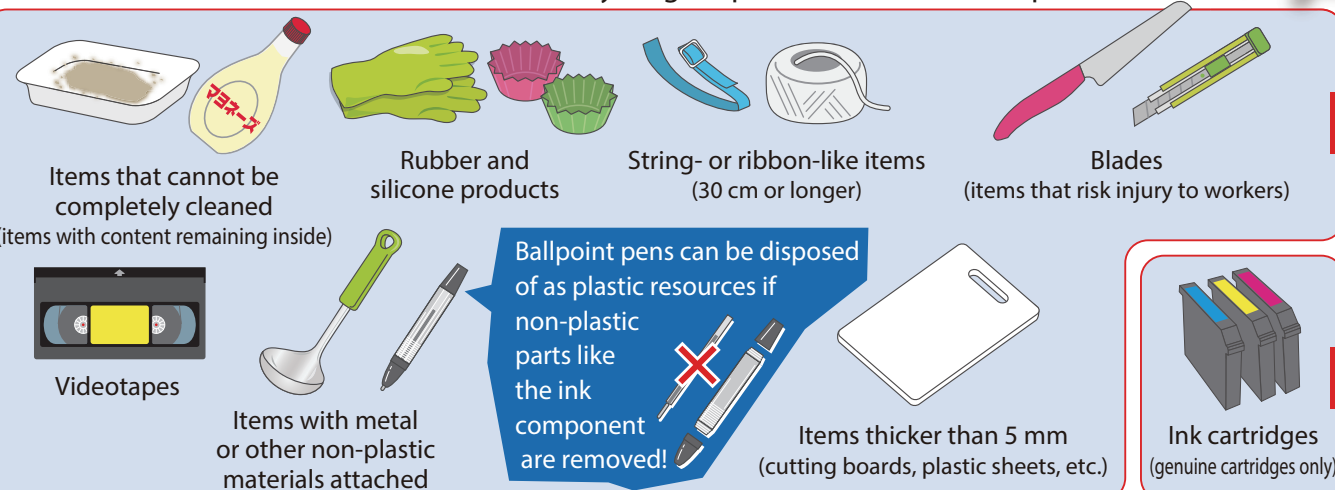 マヨネーズ
Items that cannot be
completely cleaned
(items with content remaining inside)
Rubber and
silicone products
String- or ribbon-like items
(30 cm or longer)
Blades
(items that risk injury to workers)
Videotapes
Items with metal
or other non-plastic
materials attached
Ballpoint pens can be disposed
of as plastic resources if
non-plastic
parts like
the ink
component
are removed!
Items thicker than 5 mm
(cutting boards, plastic sheets, etc.)
Ink cartridges
(genuine cartridges only)